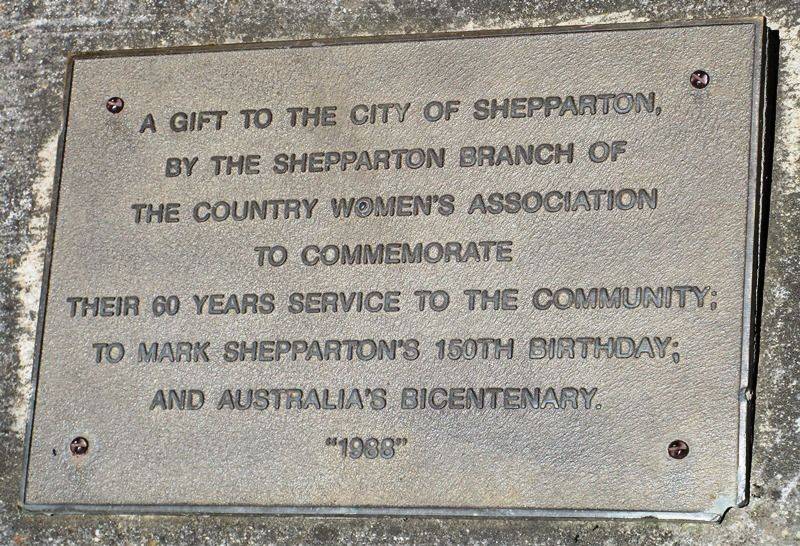 A GIFT TO THE CITY OF SHEPPARTON,
BY THE SHEPPARTON BRANCH OF
THE COUNTRY WOMEN'S ASSOCIATION
TO COMMEMORATE
THEIR 60 YEARS SERVICE TO THE COMMUNITY;
TO MARK SHEPPARTON'S 150TH BIRTHDAY;
AND AUSTRALIA'S BICENTENARY.
"1988"